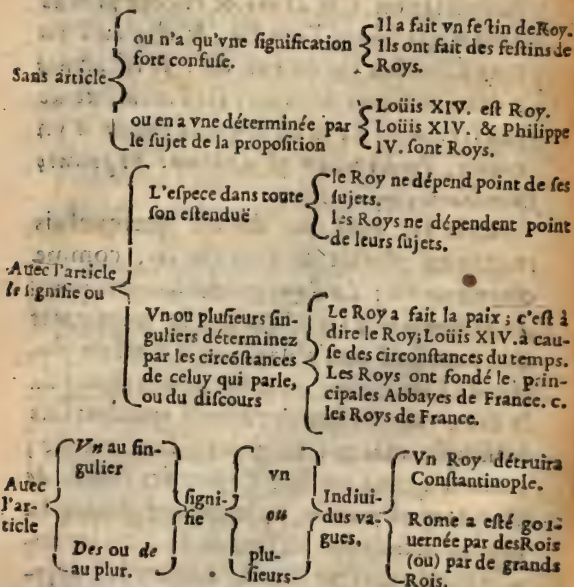 Sans article
ou n'a qu'vne ſignification
fort confuſe.
Il a fait vn feſtin de Roy.
Ils ont fait des feſtins de
Roys.
ou en a vne déterminée par
le ſujet de la propoſition
Loüis XIV. eſt Roy.
Loüis XIV. & Philippe
IV. ſont Roys.
Auec l'article
le ſignifie ou
L'eſpece dans toute
ſon eſtenduë
le Roy ne dépend point de ſes
ſujets.
les Roys ne dépendent point
de leurs ſujets.
Vn ou pluſieurs ſin-
guliers déterminez
par les circóſtances
de celuy qui parle,
ou du diſcours
Le Roy a fait la paix ; c'eſt à
dire le Roy; Loüis XIV. à cau-
ſe des circonſtances du temps.
Les Roys ont fondé le prin-
cipales Abbayes de France. c.
les Roys de France.
Auec
l'ar-
ticle
Vn au ſin-
gulier
Des ou de
au plur.
ſigni-
fie
vn
ou
plu-
ſieurs
Indiui-
dus va-
gues.
Vn Roy détruira
Conſtantinople.
Rome a eſté gou-
uernée par des Rois
(ou) par de grands
Rois.